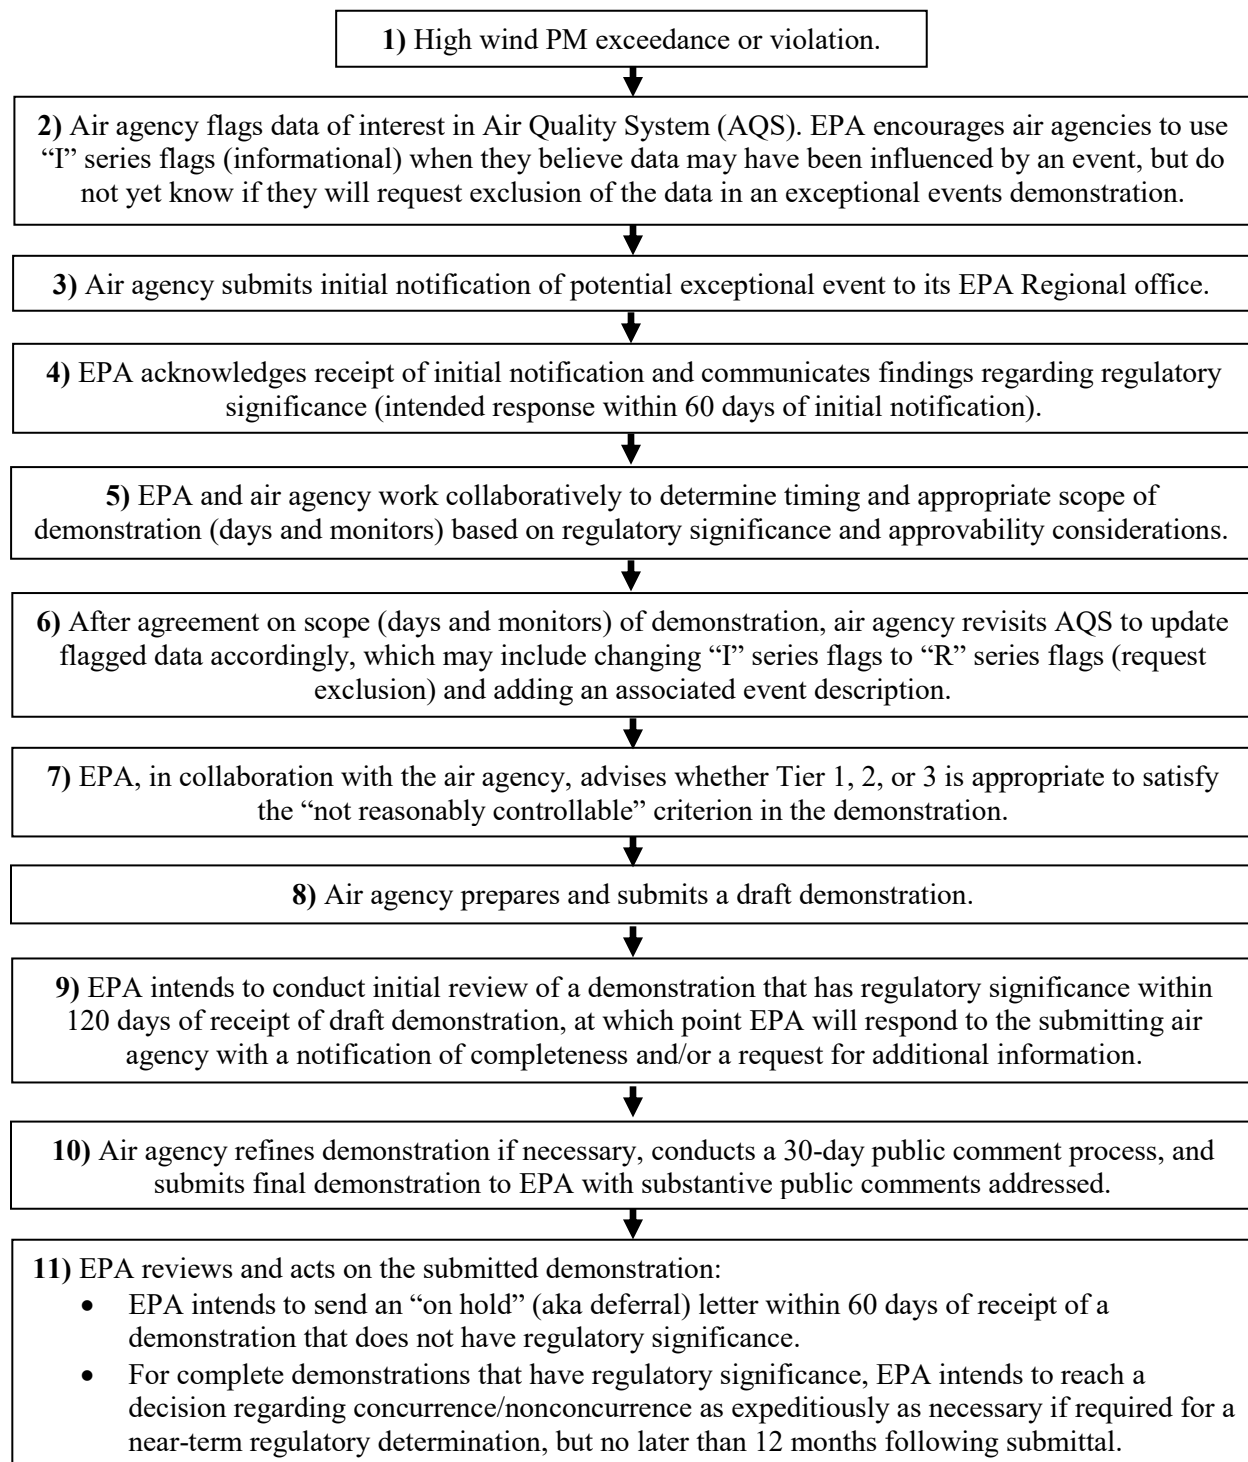 1) High wind PM exceedance or violation.
2) Air agency flags data of interest in Air Quality System (AQS). EPA encourages air agencies to use
“I” series flags (informational) when they believe data may have been influenced by an event, but do
not yet know if they will request exclusion of the data in an exceptional events demonstration.
3) Air agency submits initial notification of potential exceptional event to its EPA Regional office.
4) EPA acknowledges receipt of initial notification and communicates findings regarding regulatory
significance (intended response within 60 days of initial notification).
5) EPA and air agency work collaboratively to determine timing and appropriate scope of
demonstration (days and monitors) based on regulatory significance and approvability considerations.
6) After agreement on scope (days and monitors) of demonstration, air agency revisits AQS to update
flagged data accordingly, which may include changing “I” series flags to “R” series flags (request
exclusion) and adding an associated event description.
7) EPA, in collaboration with the air agency, advises whether Tier 1, 2, or 3 is appropriate to satisfy
the “not reasonably controllable” criterion in the demonstration.
8) Air agency prepares and submits a draft demonstration.
9) EPA intends to conduct initial review of a demonstration that has regulatory significance within
120 days of receipt of draft demonstration, at which point EPA will respond to the submitting air
agency with a notification of completeness and/or a request for additional information.
10) Air agency refines demonstration if necessary, conducts a 30-day public comment process, and
submits final demonstration to EPA with substantive public comments addressed.
11) EPA reviews and acts on the submitted demonstration:
• EPA intends to send an “on hold” (aka deferral) letter within 60 days of receipt of a
demonstration that does not have regulatory significance.
• For complete demonstrations that have regulatory significance, EPA intends to reach a
decision regarding concurrence/nonconcurrence as expeditiously as necessary if required for a
near-term regulatory determination, but no later than 12 months following submittal.